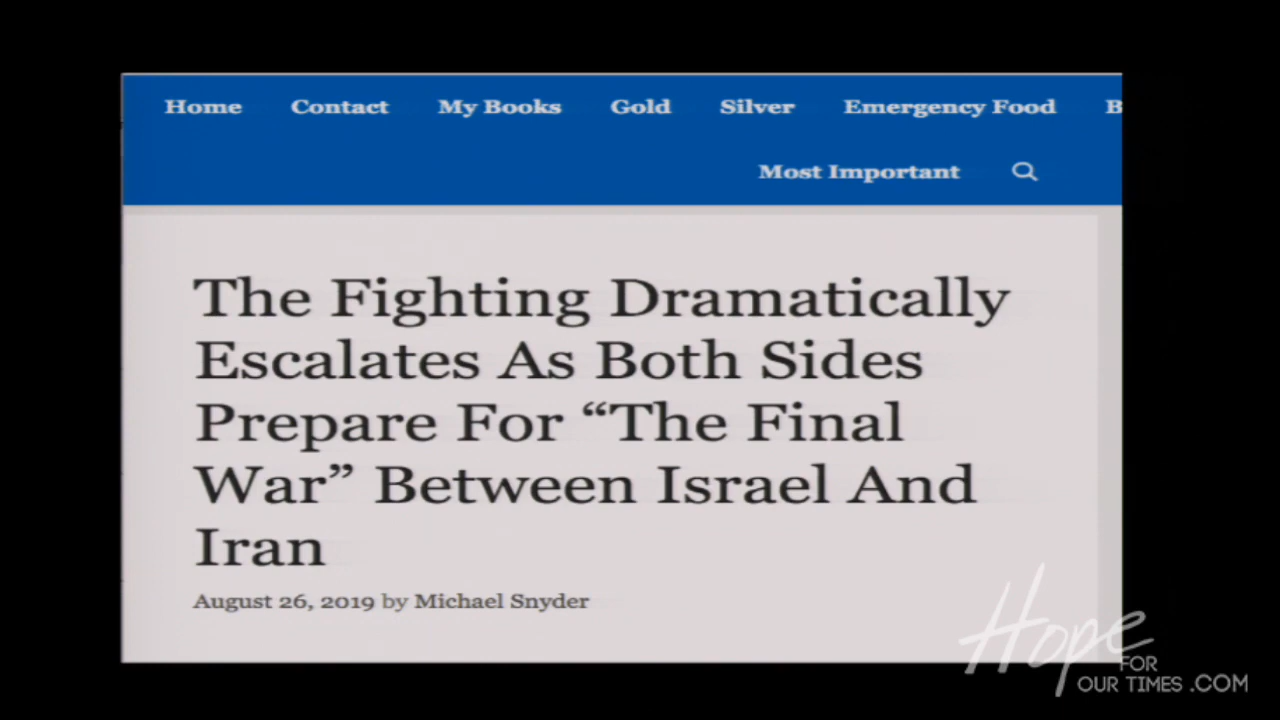 Home Contact My Books Gold Silver Emergency Food B
Most Important
The Fighting Dramatically
Escalates As Both Sides
Prepare For “The Final
War” Between Israel And
Iran
August 26, 2019 by Michael Snyder
Hope
FOR
OUR TIMES .COM